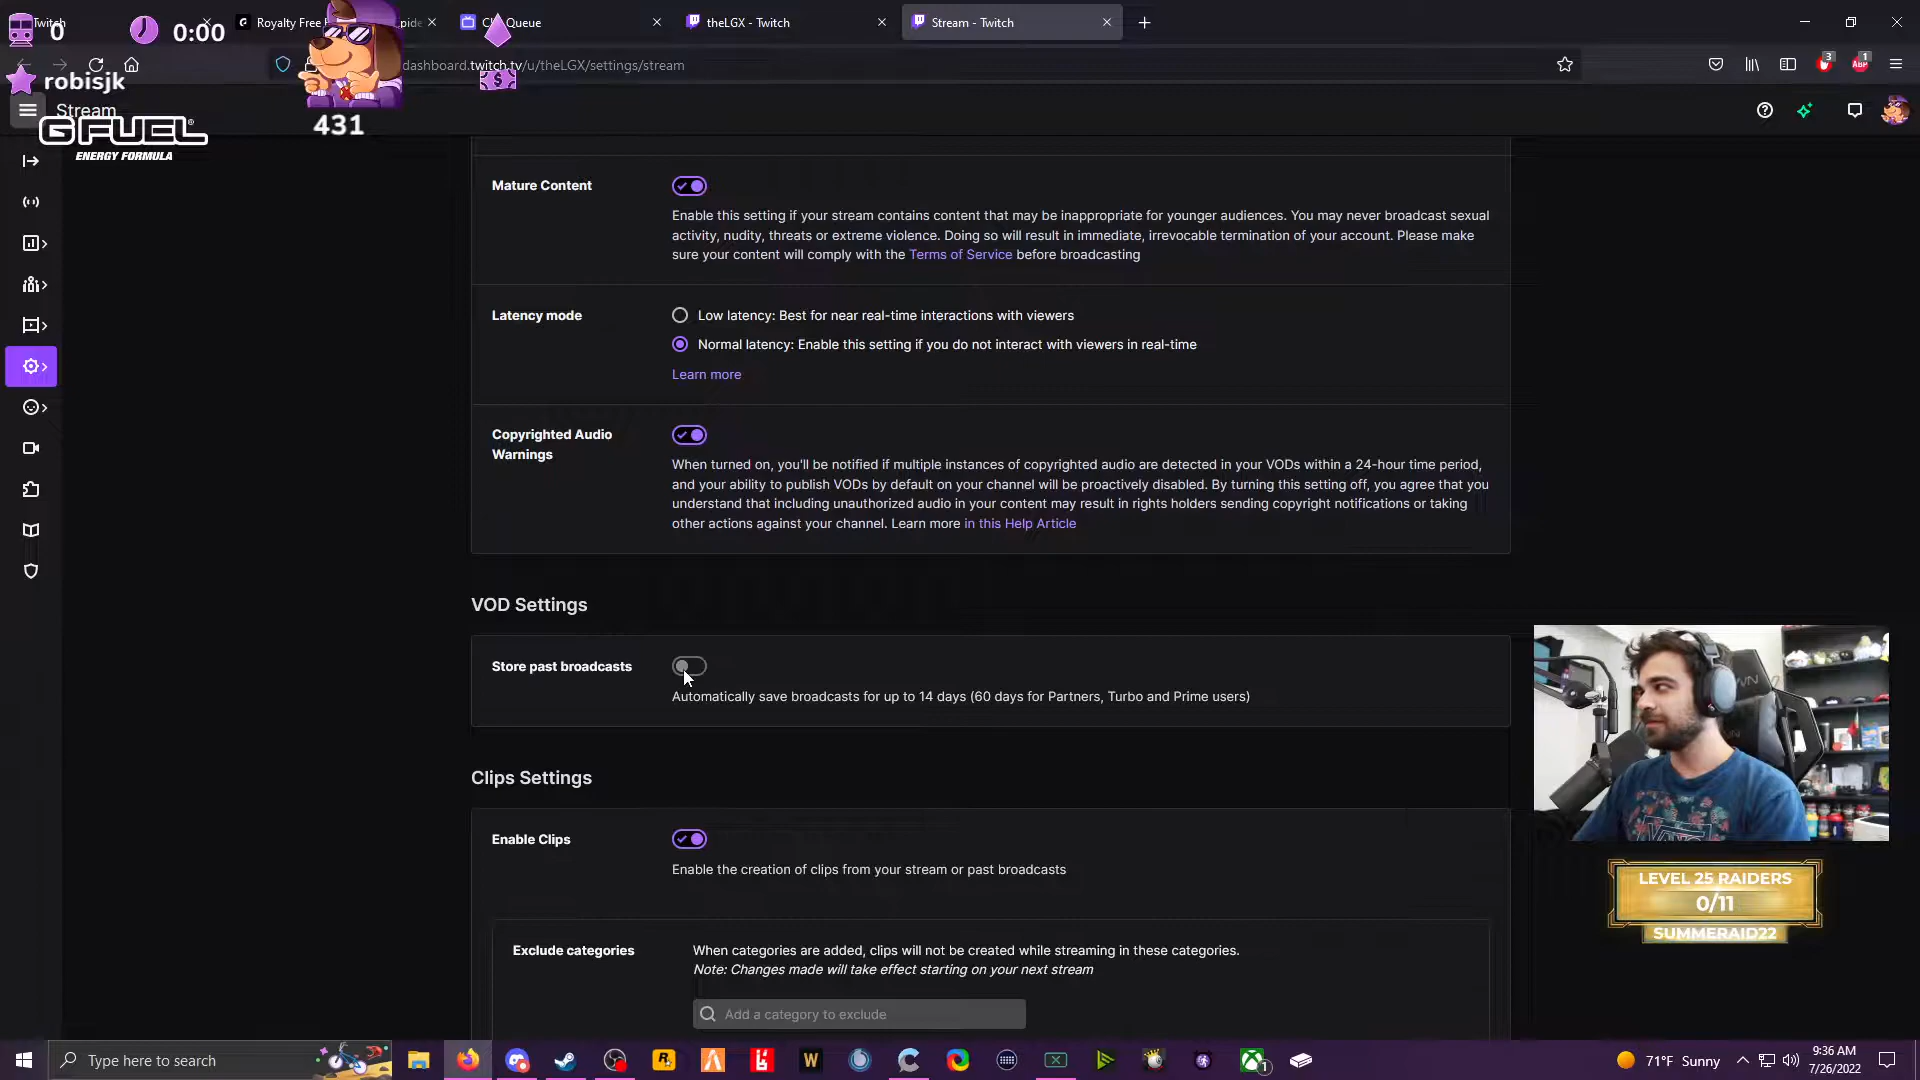 Twitch
Royalty Free
pide
Queue
theLGX - Twitch
Stream - Twitch
0
0:00
dashboard.twitch.tv/u/theLGX/settings/stream
3
1
ABP
robisjk
Stream
431
G FUEL
ENERGY FORMULA
Mature Content
Enable this setting if your stream contains content that may be inappropriate for younger audiences. You may never broadcast sexual
activity, nudity, threats or extreme violence. Doing so will result in immediate, irrevocable termination of your account. Please make
sure your content will comply with the Terms of Service before broadcasting
Latency mode
Low latency: Best for near real-time interactions with viewers
Normal latency: Enable this setting if you do not interact with viewers in real-time
Learn more
Copyrighted Audio
Warnings
When turned on, you'll be notified if multiple instances of copyrighted audio are detected in your VODs within a 24-hour time period,
and your ability to publish VODs by default on your channel will be proactively disabled. By turning this setting off, you agree that you
understand that including unauthorized audio in your content may result in rights holders sending copyright notifications or taking
other actions against your channel. Learn more in this Help Article
VOD Settings
Store past broadcasts
Automatically save broadcasts for up to 14 days (60 days for Partners, Turbo and Prime users)
Clips Settings
Enable Clips
Enable the creation of clips from your stream or past broadcasts
Exclude categories
When categories are added, clips will not be created while streaming in these categories.
Note: Changes made will take effect starting on your next stream
Add a category to exclude
LEVEL 25 RAIDERS
0/11
SUMMERAID22
Type here to search
71°F Sunny
9:36 AM
7/26/2022